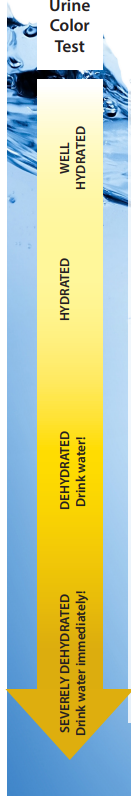 Urine
Color
Test
WELL
HYDRATED
HYDRATED
DEHYDRATED
Drink water!
SEVERELY DEHYDRATED
Drink water immediately!